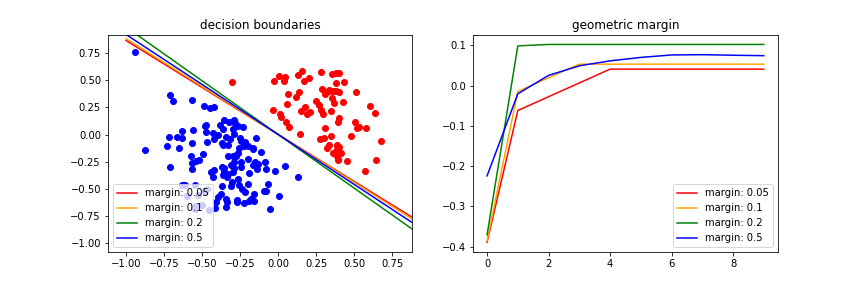 decision boundaries
0.75
0.50
0.25
0.00
−0.25
−0.50
−0.75
−1.00
−1.00
−0.75
−0.50
−0.25
0.00
0.25
0.50
0.75
margin: 0.05
margin: 0.1
margin: 0.2
margin: 0.5
geometric margin
0.1
0.0
−0.1
−0.2
−0.3
−0.4
0
2
4
6
8
margin: 0.05
margin: 0.1
margin: 0.2
margin: 0.5